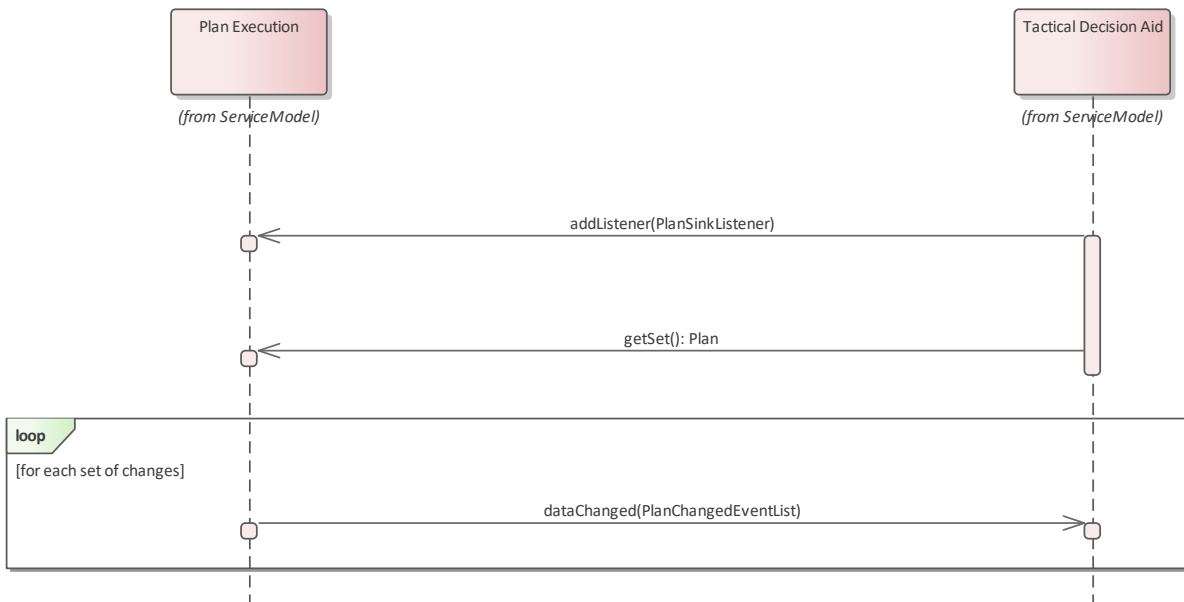 Plan Execution
Tactical Decision Aid
(from ServiceModel)
(from ServiceModel)
addListener(PlanSinkListener)
getSet(): Plan
loop
[for each set of changes]
dataChanged(PlanChangedEventList)